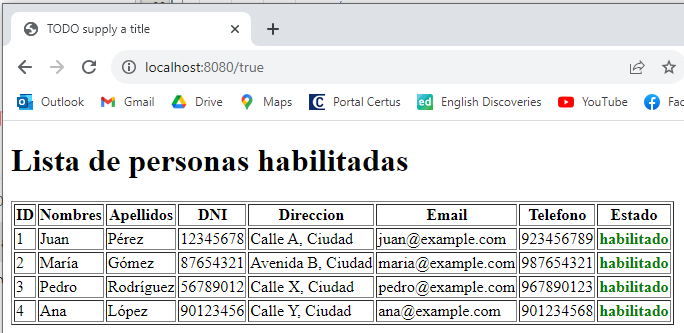 TODO supply a title
localhost:8080/true
Outlook Gmail Drive Maps Portal Certus ed English Discoveries YouTube Fac
Lista de personas habilitadas
ID Nombres Apellidos DNI Direccion Email Telefono Estado
1 Juan Pérez 12345678 Calle A, Ciudad juan@example.com 923456789 habilitado
2 María Gómez 87654321 Avenida B, Ciudad maria@example.com 987654321 habilitado
3 Pedro Rodríguez 56789012 Calle X, Ciudad pedro@example.com 967890123 habilitado
4 Ana López 90123456 Calle Y, Ciudad ana@example.com 901234568 habilitado